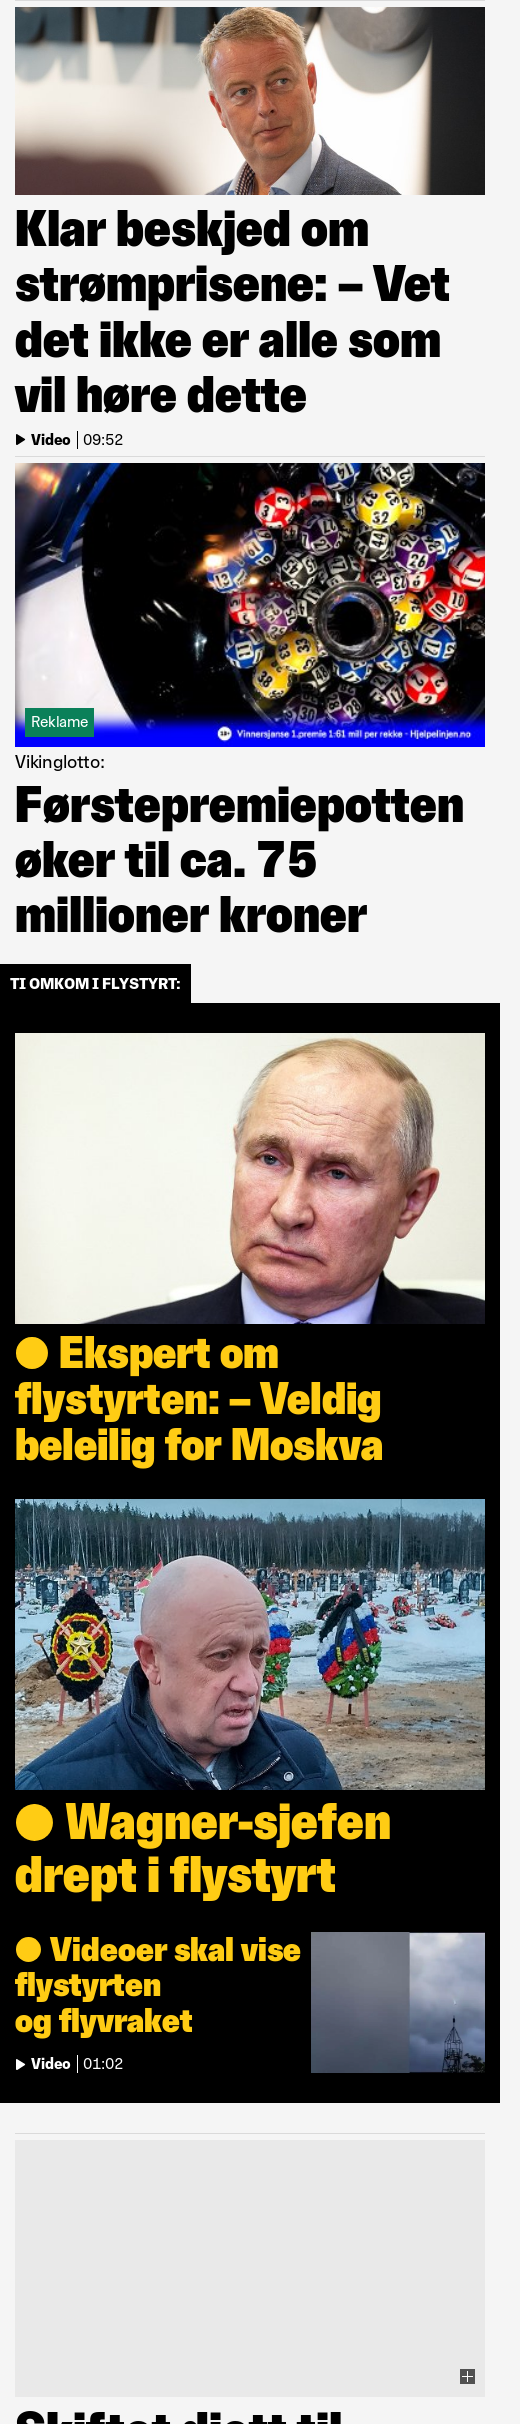 Klar beskjed om
strømprisene: – Vet
det ikke er alle som
vil høre dette
Video | 09:52
Reklame
18+ Vinnersjanse 1.premie 1:61 mill per rekke - Hjelpelinjen.no
Vikinglotto:
Førstepremiepotten
øker til ca. 75
millioner kroner
TI OMKOM I FLYSTYRT:
Ekspert om
flystyrten: – Veldig
beleilig for Moskva
Wagner-sjefen
drept i flystyrt
Videoer skal vise
flystyrten
og flyvraket
Video | 01:02
Skiftet diett til